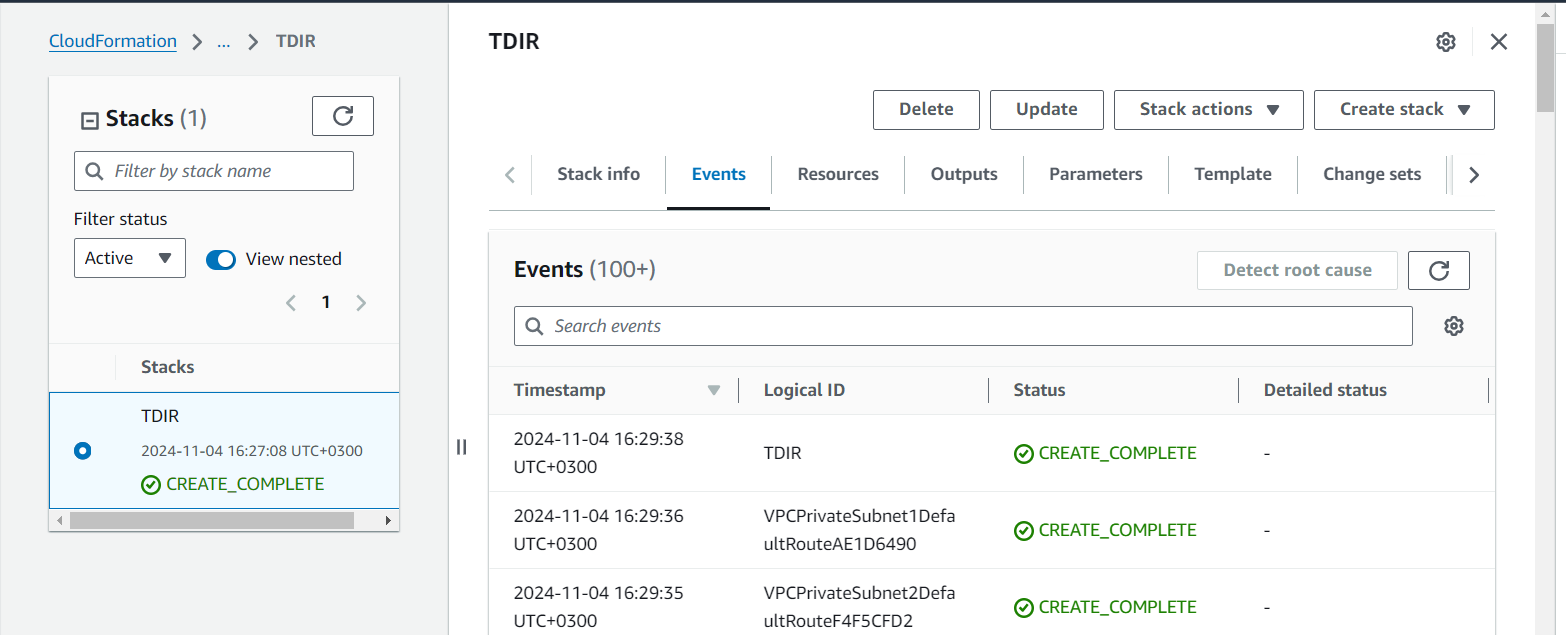 CloudFormation > ... > TDIR
Stacks (1)
Filter by stack name
Filter status
Active
View nested
1
Stacks
TDIR
2024-11-04 16:27:08 UTC+0300
CREATE_COMPLETE
TDIR
Delete
Update
Stack actions
Create stack
Stack info
Events
Resources
Outputs
Parameters
Template
Change sets
Events (100+)
Detect root cause
Search events
Timestamp
Logical ID
Status
Detailed status
2024-11-04 16:29:38
UTC+0300
TDIR
CREATE_COMPLETE
-
2024-11-04 16:29:36
UTC+0300
VPCPrivateSubnet1Defa
ultRouteAE1D6490
CREATE_COMPLETE
-
2024-11-04 16:29:35
UTC+0300
VPCPrivateSubnet2Defa
ultRouteF4F5CFD2
CREATE_COMPLETE
-